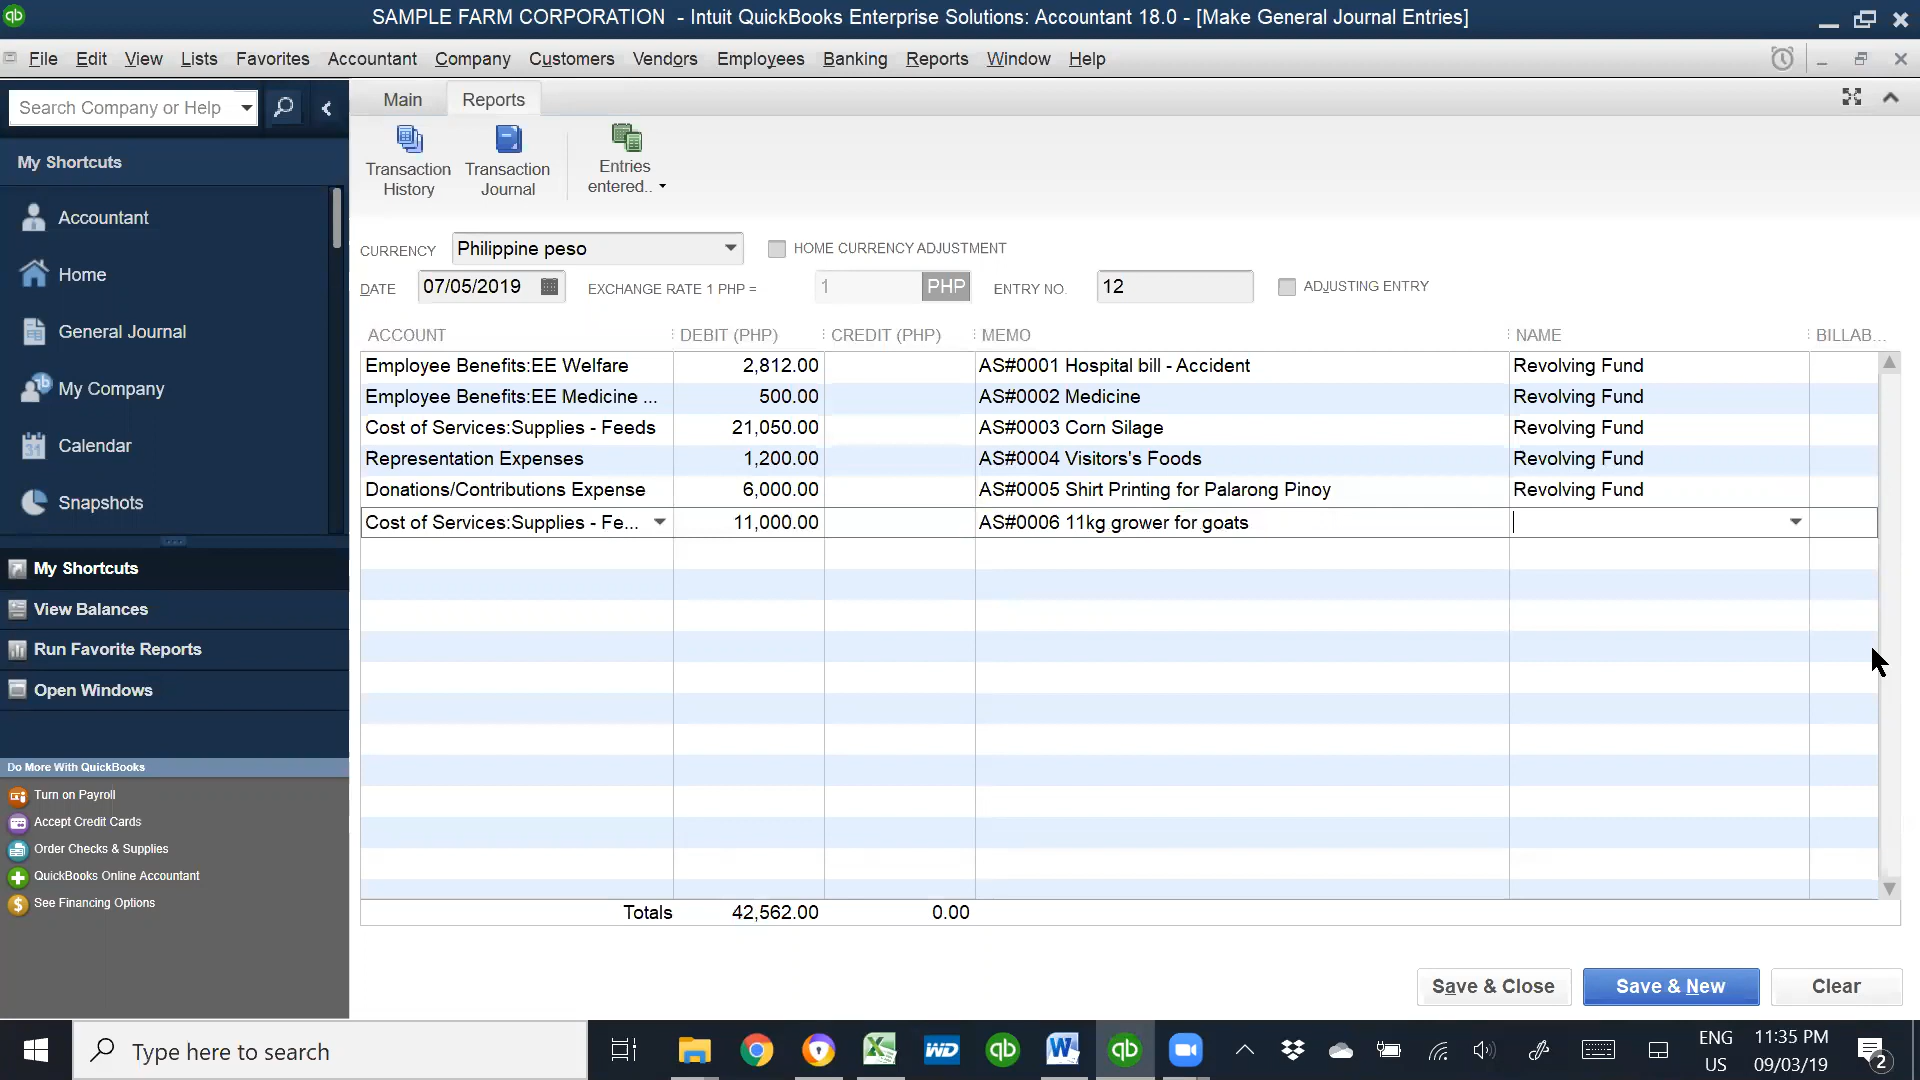 SAMPLE FARM CORPORATION - Intuit QuickBooks Enterprise Solutions: Accountant 18.0 - [Make General Journal Entries]
File Edit View Lists Favorites Accountant Company Customers Vendors Employees Banking Reports Window Help
Search Company or Help
My Shortcuts
Accountant
Home
General Journal
My Company
Calendar
31
Snapshots
My Shortcuts
View Balances
Run Favorite Reports
Open Windows
Do More With QuickBooks
Turn on Payroll
Accept Credit Cards
Order Checks & Supplies
QuickBooks Online Accountant
See Financing Options
Main Reports
Transaction History
Transaction Journal
Entries entered..
CURRENCY Philippine peso HOME CURRENCY ADJUSTMENT
DATE 07/05/2019 EXCHANGE RATE 1 PHP = 1 PHP ENTRY NO. 12 ADJUSTING ENTRY
ACCOUNT DEBIT (PHP) CREDIT (PHP) MEMO NAME BILLAB...
Employee Benefits:EE Welfare 2,812.00 AS#0001 Hospital bill - Accident Revolving Fund
Employee Benefits:EE Medicine ... 500.00 AS#0002 Medicine Revolving Fund
Cost of Services:Supplies - Feeds 21,050.00 AS#0003 Corn Silage Revolving Fund
Representation Expenses 1,200.00 AS#0004 Visitors's Foods Revolving Fund
Donations/Contributions Expense 6,000.00 AS#0005 Shirt Printing for Palarong Pinoy Revolving Fund
Cost of Services:Supplies - Fe... 11,000.00 AS#0006 11kg grower for goats
Totals 42,562.00 0.00
Save & Close Save & New Clear
Type here to search
ENG US
11:35 PM
09/03/19
2